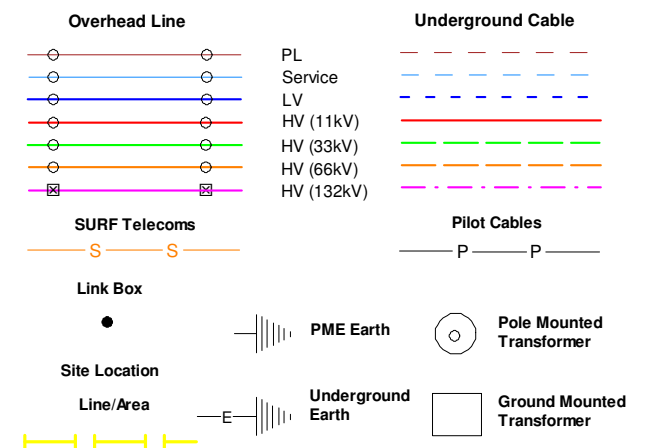 Overhead Line
Underground Cable
PL
Service
LV
HV (11kV)
HV (33kV)
HV (66kV)
HV (132kV)
SURF Telecoms
Pilot Cables
S S
P P
Link Box
PME Earth
Pole Mounted
Transformer
Site Location
Line/Area
E
Underground
Earth
Ground Mounted
Transformer